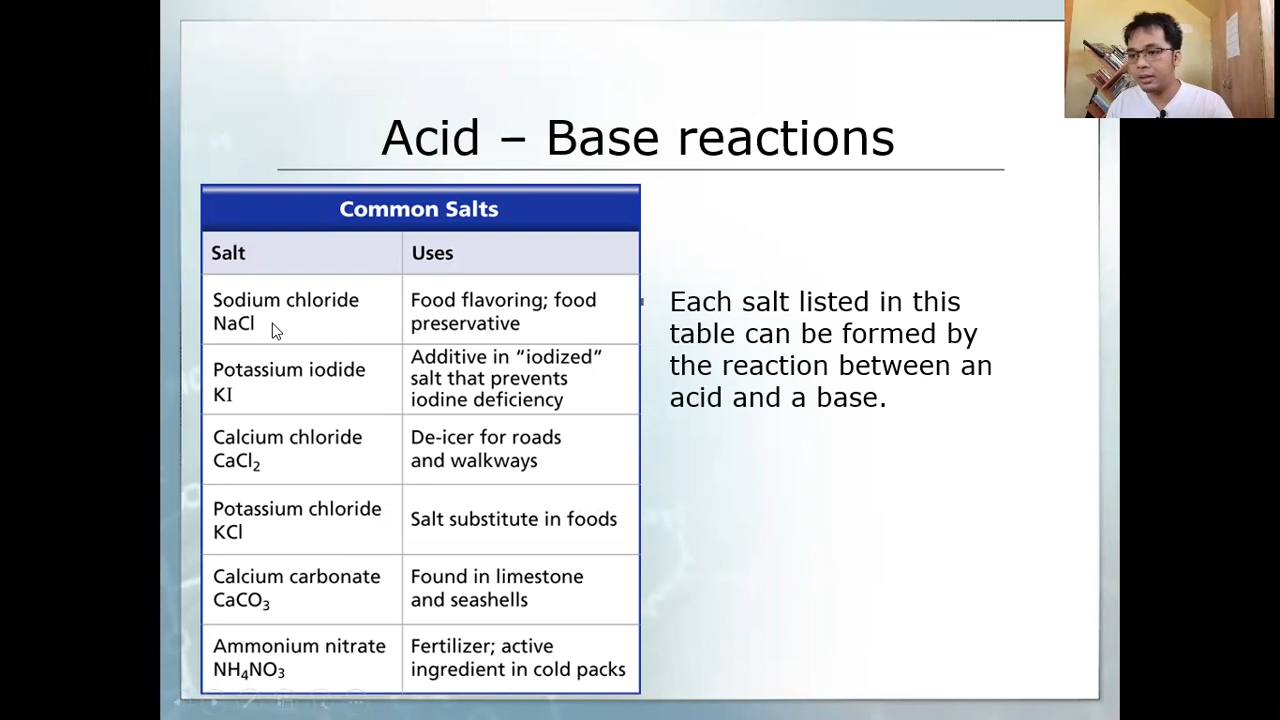 Acid – Base reactions
Common Salts
Salt Uses
Sodium chloride
NaCl
Food flavoring; food
preservative
Potassium iodide
KI
Additive in “iodized”
salt that prevents
iodine deficiency
Calcium chloride
CaCl₂
De-icer for roads
and walkways
Potassium chloride
KCl
Salt substitute in foods
Calcium carbonate
CaCO₃
Found in limestone
and seashells
Ammonium nitrate
NH₄NO₃
Fertilizer; active
ingredient in cold packs
Each salt listed in this
table can be formed by
the reaction between an
acid and a base.